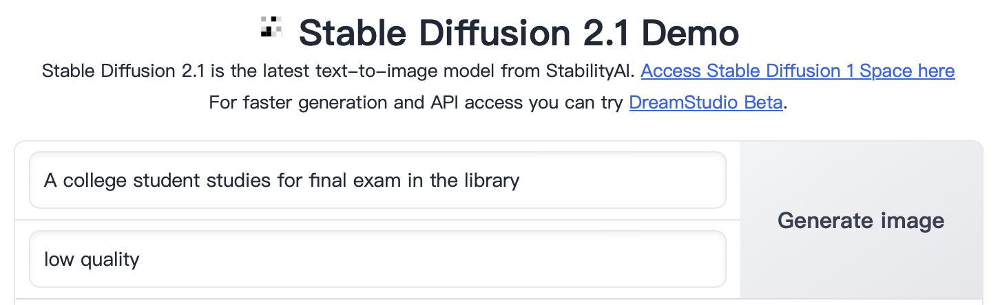 Stable Diffusion 2.1 Demo
Stable Diffusion 2.1 is the latest text-to-image model from StabilityAI. Access Stable Diffusion 1 Space here
For faster generation and API access you can try DreamStudio Beta.
A college student studies for final exam in the library
Generate image
low quality